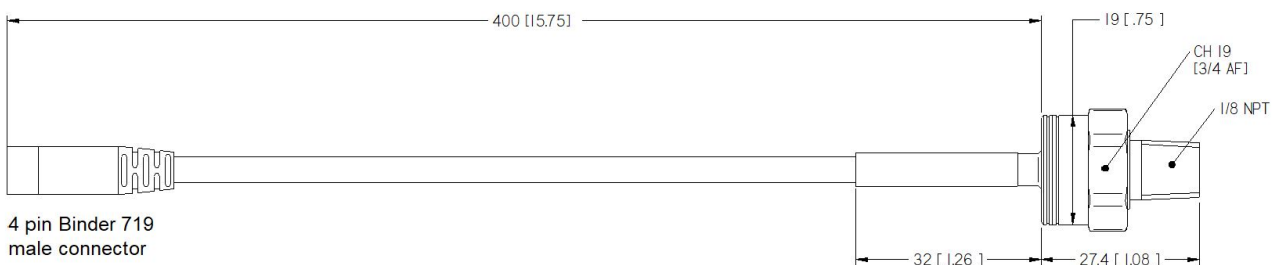 400 [15.75]
19 [.75 ]
CH 19
[3/4 AF]
1/8 NPT
4 pin Binder 719
male connector
32 [ 1.26 ]
27.4 [ 1.08 ]